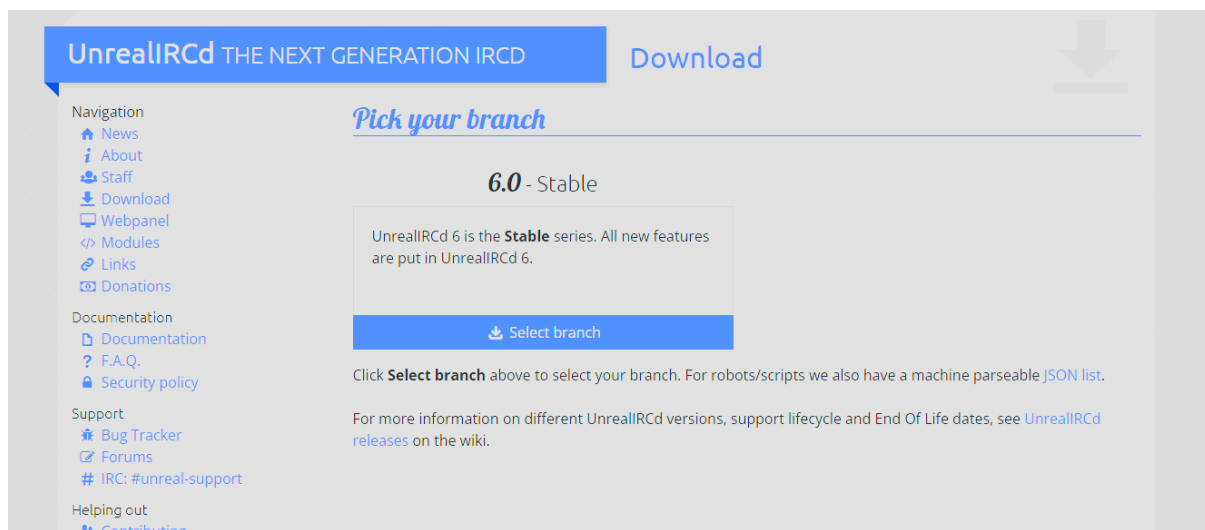 UnrealIRCd THE NEXT GENERATION IRCD
Download
Navigation
News
About
Staff
Download
Webpanel
Modules
Links
Donations
Documentation
Documentation
F.A.Q.
Security policy
Support
Bug Tracker
Forums
IRC: #unreal-support
Helping out
Contributing
Pick your branch
6.0 - Stable
UnrealIRCd 6 is the Stable series. All new features
are put in UnrealIRCd 6.
Select branch
Click Select branch above to select your branch. For robots/scripts we also have a machine parseable JSON list.
For more information on different UnrealIRCd versions, support lifecycle and End Of Life dates, see UnrealIRCd
releases on the wiki.